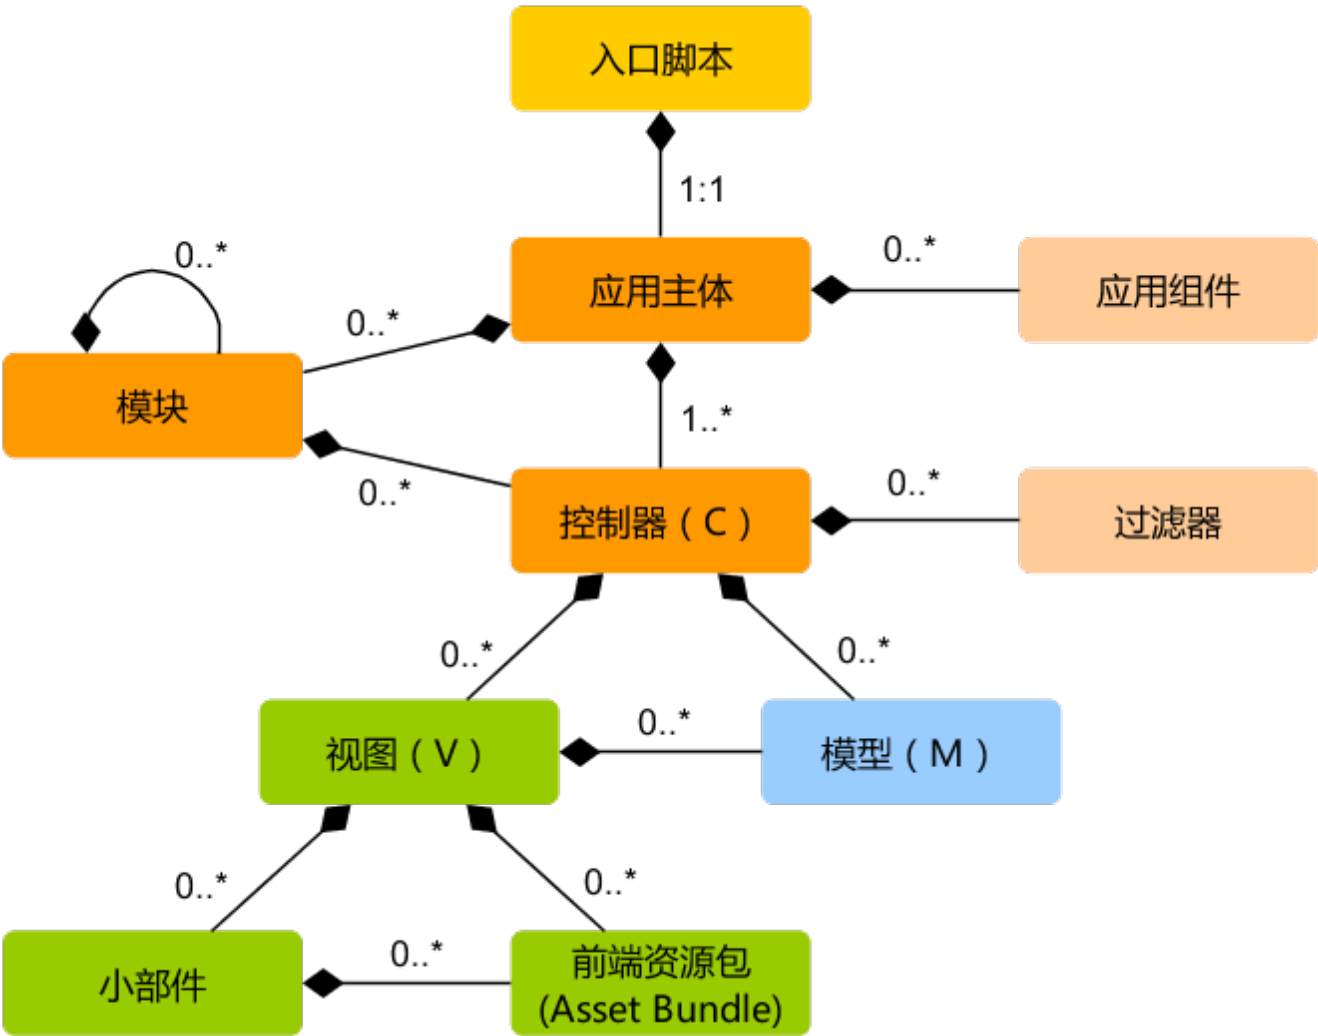 入口脚本
1:1
0..*
0..*
0..*
应用主体
应用组件
模块
1..*
0..*
0..*
控制器（C）
过滤器
0..*
0..*
0..*
视图（V）
模型（M）
0..*
0..*
0..*
小部件
前端资源包
(Asset Bundle)